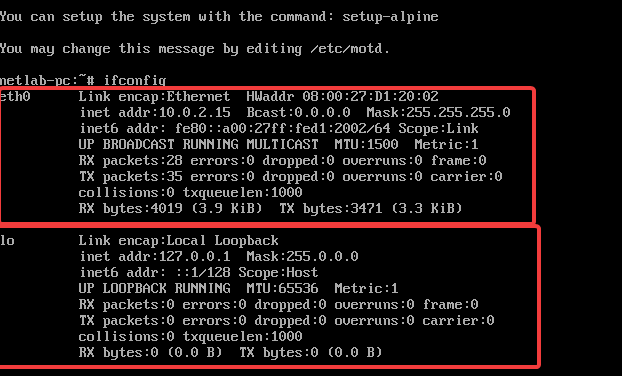 You can setup the system with the command: setup-alpine
You may change this message by editing /etc/motd.
netlab-pc:~# ifconfig
eth0 Link encap:Ethernet HWaddr 08:00:27:D1:20:02
inet addr:10.0.2.15 Bcast:0.0.0.0 Mask:255.255.255.0
inet6 addr: fe80::a00:27ff:fed1:2002/64 Scope:Link
UP BROADCAST RUNNING MULTICAST MTU:1500 Metric:1
RX packets:28 errors:0 dropped:0 overruns:0 frame:0
TX packets:35 errors:0 dropped:0 overruns:0 carrier:0
collisions:0 txqueuelen:1000
RX bytes:4019 (3.9 KiB) TX bytes:3471 (3.3 KiB)
lo Link encap:Local Loopback
inet addr:127.0.0.1 Mask:255.0.0.0
inet6 addr: ::1/128 Scope:Host
UP LOOPBACK RUNNING MTU:65536 Metric:1
RX packets:0 errors:0 dropped:0 overruns:0 frame:0
TX packets:0 errors:0 dropped:0 overruns:0 carrier:0
collisions:0 txqueuelen:1000
RX bytes:0 (0.0 B) TX bytes:0 (0.0 B)